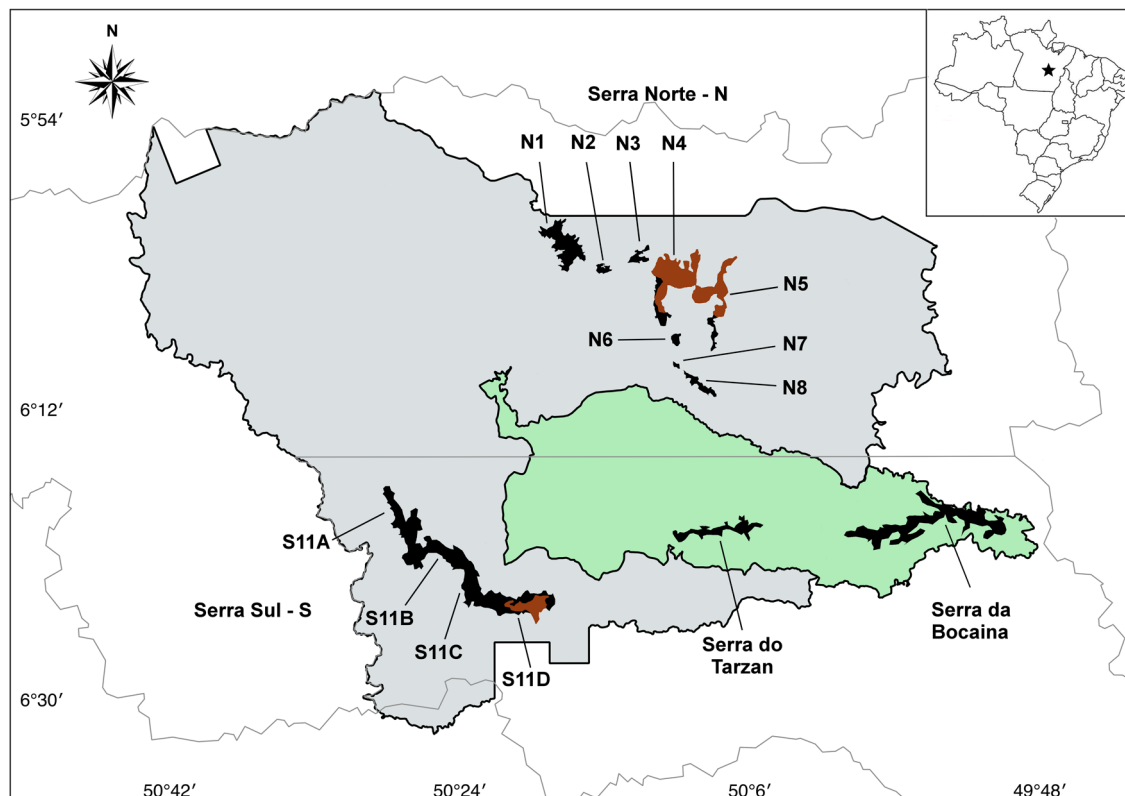 N
Serra Norte - N
5°54′
N1 N2 N3 N4
N5
N6
N7
N8
6°12′
S11A
S11B
Serra Sul - S
S11C
S11D
Serra do
Tarzan
Serra da
Bocaina
6°30′
50°42′ 50°24′ 50°6′ 49°48′